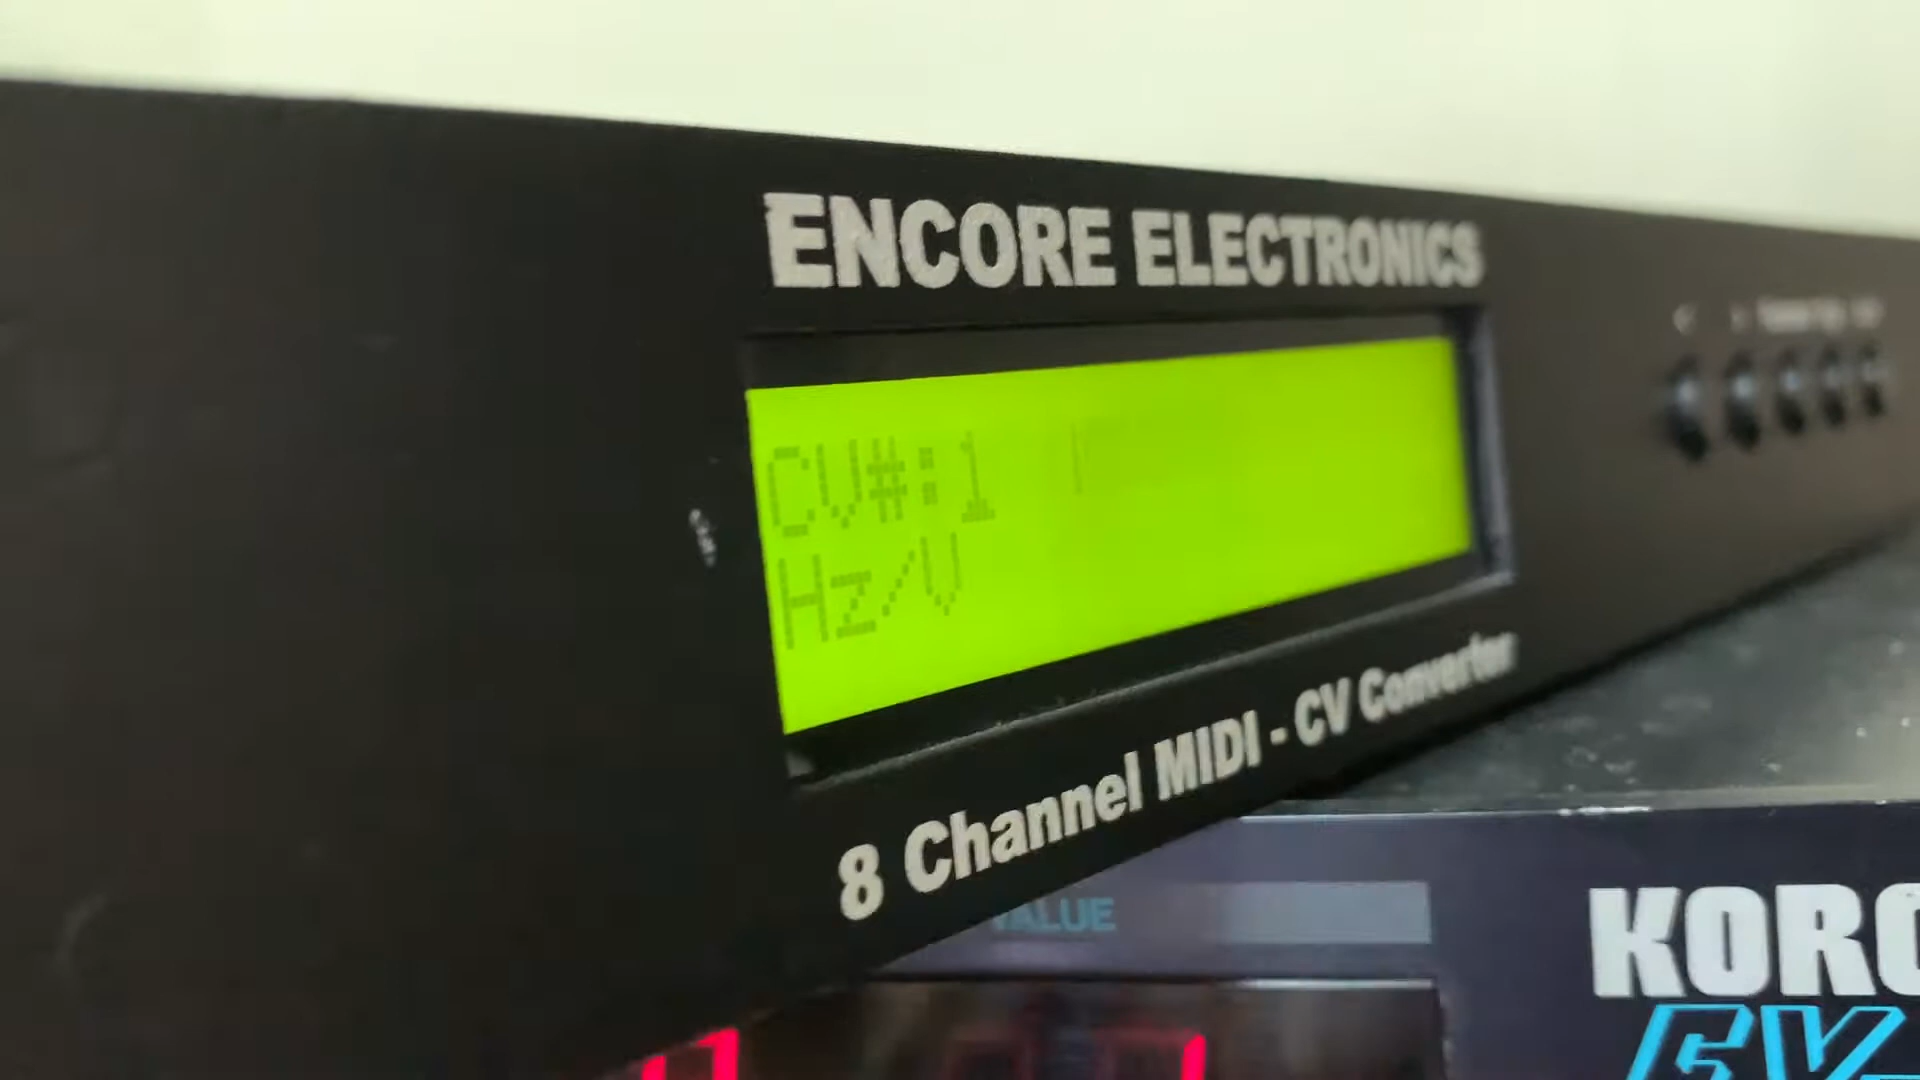 ENCORE ELECTRONICS
CV#:1
Hz/V
8 Channel MIDI - CV Converter
VALUE
KORG